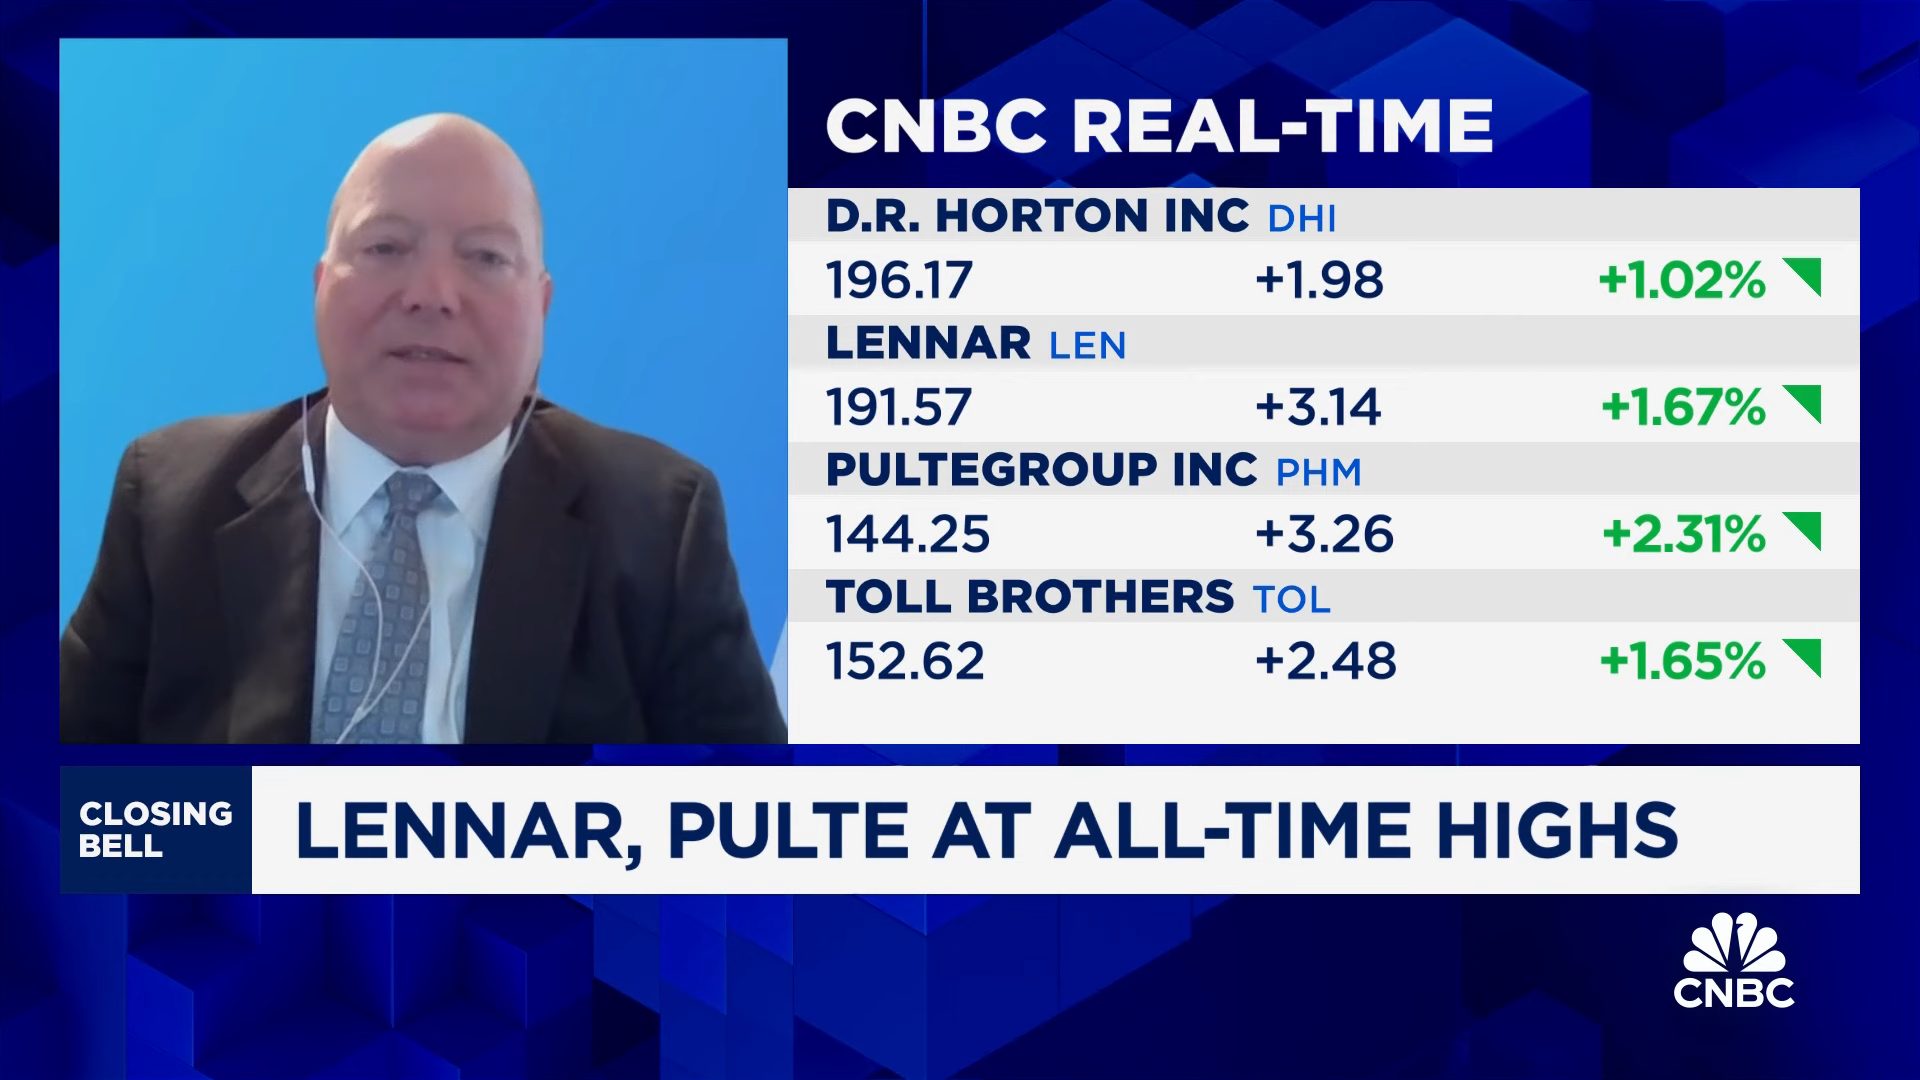 CNBC REAL-TIME
D.R. HORTON INC DHI
196.17 +1.98 +1.02%
LENNAR LEN
191.57 +3.14 +1.67%
PULTEGROUP INC PHM
144.25 +3.26 +2.31%
TOLL BROTHERS TOL
152.62 +2.48 +1.65%
CLOSING
BELL
LENNAR, PULTE AT ALL-TIME HIGHS
CNBC